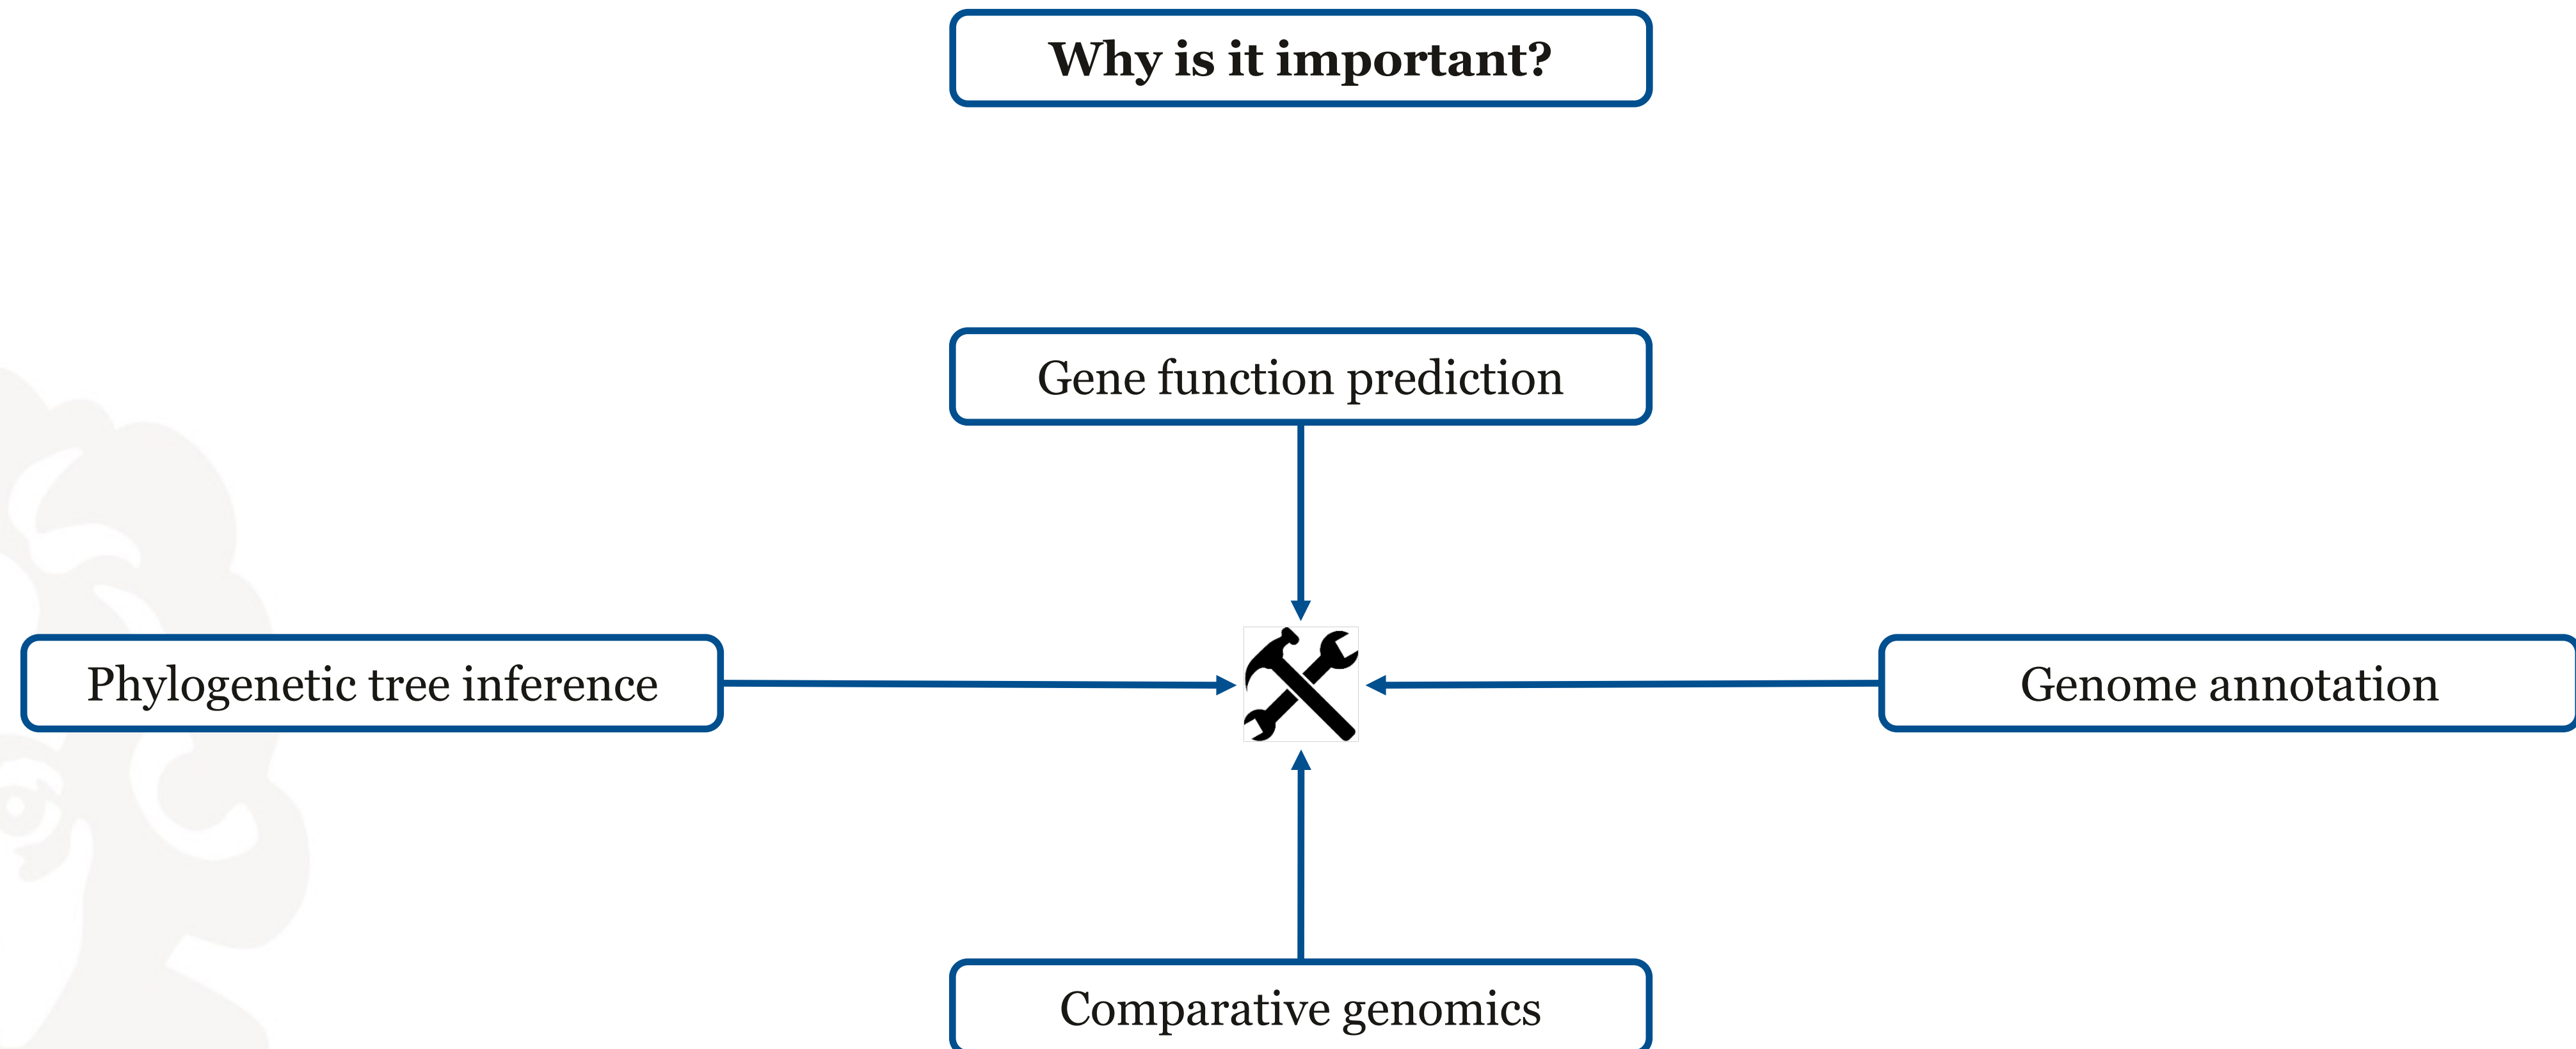 Why is it important?
Gene function prediction
Phylogenetic tree inference
Genome annotation
Comparative genomics